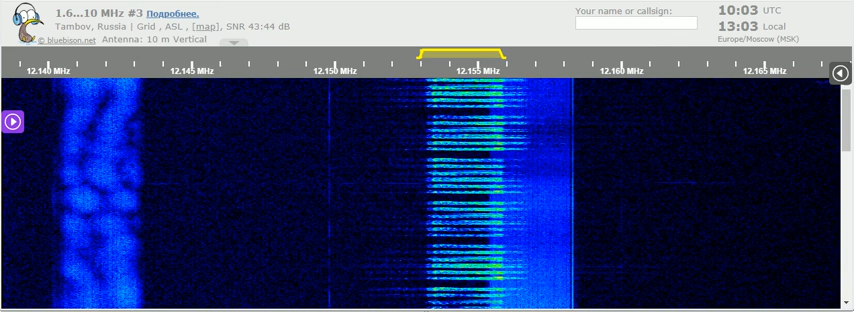 1.6...10 MHz #3 Подробнее.
Tambov, Russia | Grid , ASL , [map], SNR 43:44 dB
© bluebison.net Antenna: 10 m Vertical
Your name or callsign:
10:03 UTC
13:03 Local
Europe/Moscow (MSK)
12.140 MHz 12.145 MHz 12.150 MHz 12.155 MHz 12.160 MHz 12.165 MHz